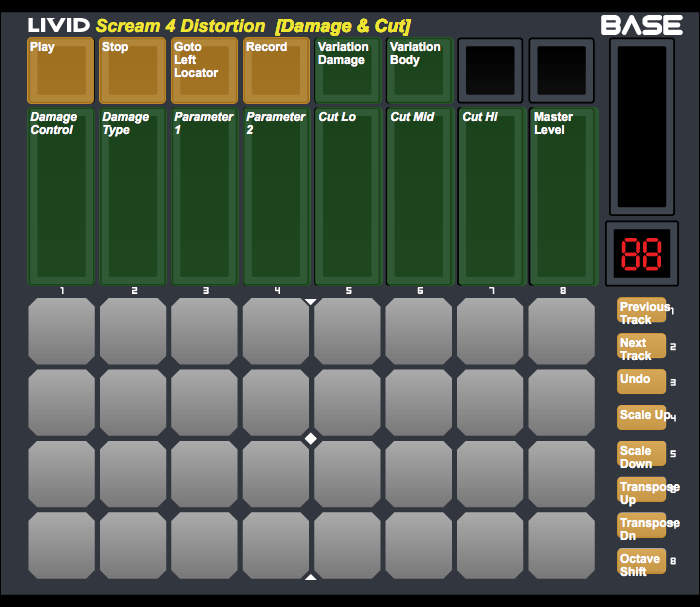 LIVID Scream 4 Distortion [Damage & Cut] BASE
Play
Stop
Goto
Left
Locator
Record
Variation
Damage
Variation
Body
Damage
Control
Damage
Type
Parameter
1
Parameter
2
Cut Lo
Cut Mid
Cut Hi
Master
Level
88
1 2 3 4 5 6 7 8
Previous 1
Track
Next 2
Track
Undo 3
Scale Up 4
Scale 5
Down
Transpose
Up
Transpose
Dn
Octave 8
Shift